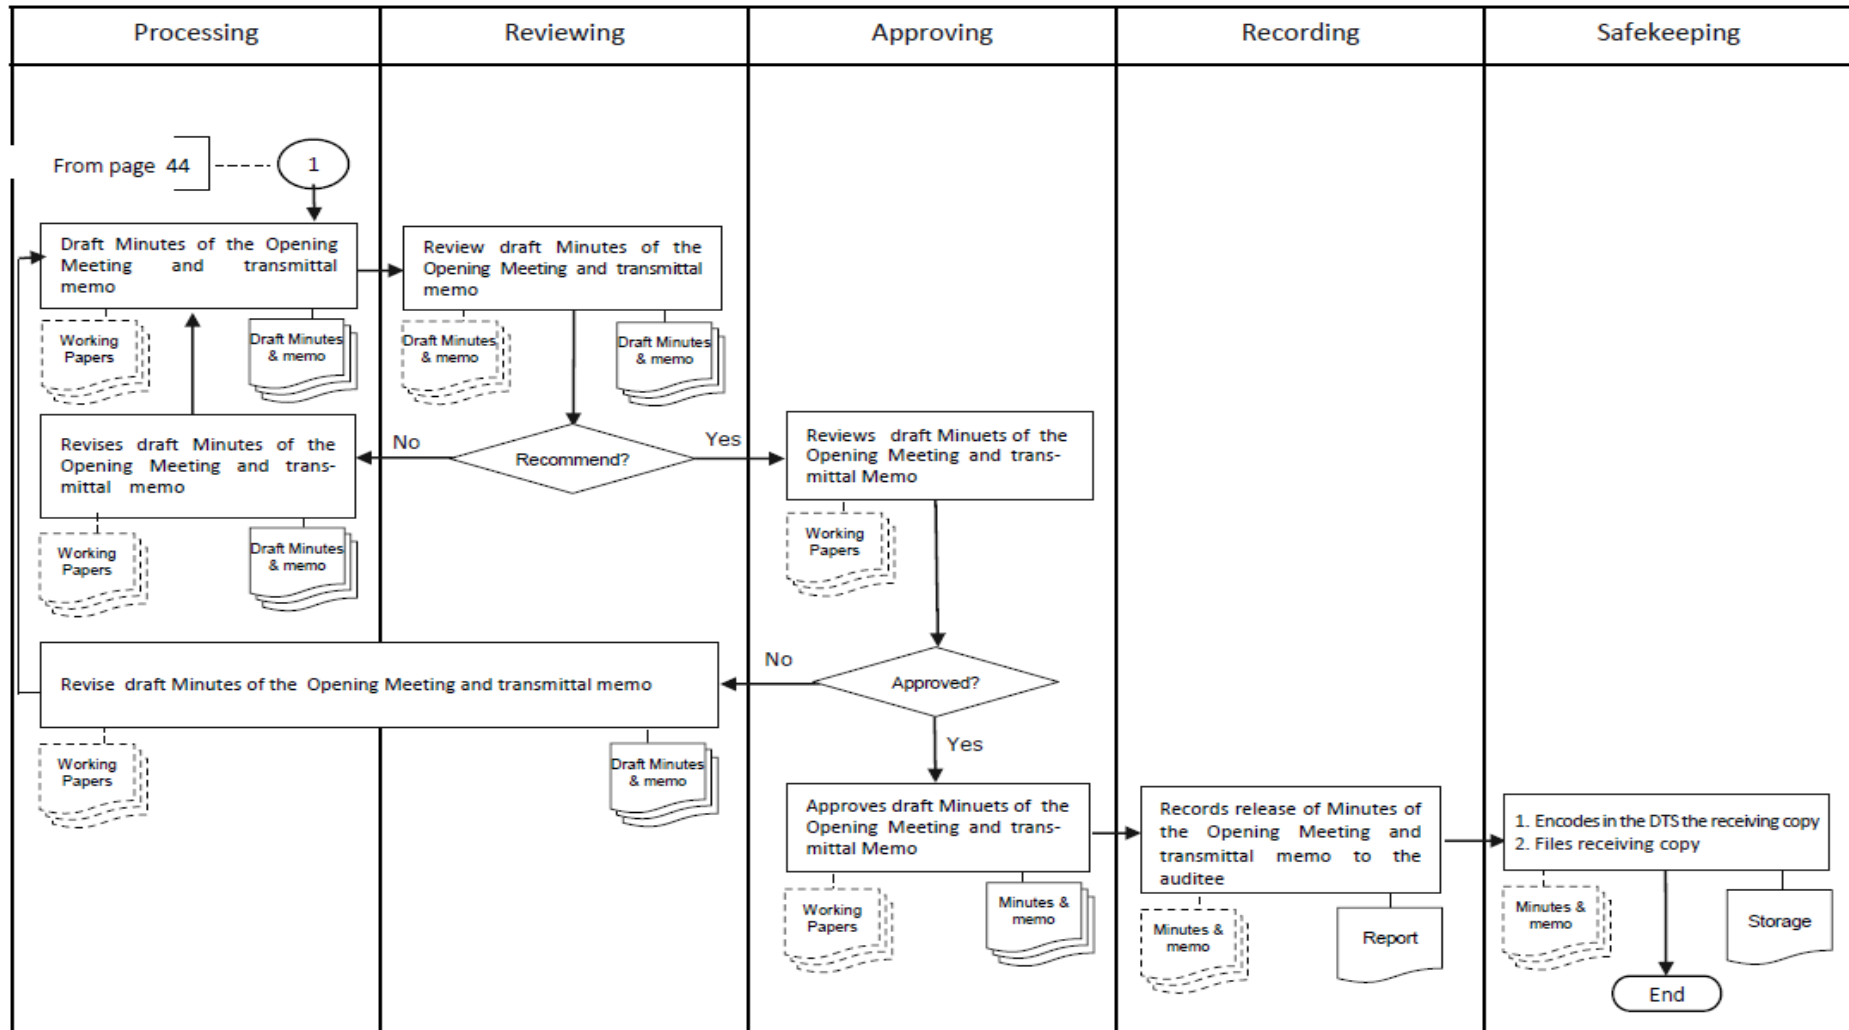 Processing
Reviewing
Approving
Recording
Safekeeping
From page 44
1
Draft Minutes of the Opening
Meeting and transmittal
memo
Working
Papers
Draft Minutes
& memo
Review draft Minutes of the
Opening Meeting and transmittal
memo
Draft Minutes
& memo
Draft Minutes
& memo
Revises draft Minutes of the
Opening Meeting and trans-
mittal memo
Working
Papers
Draft Minutes
& memo
No
Recommend?
Yes
Reviews draft Minuets of the
Opening Meeting and trans-
mittal Memo
Working
Papers
Revise draft Minutes of the Opening Meeting and transmittal memo
Working
Papers
Draft Minutes
& memo
No
Approved?
Yes
Approves draft Minuets of the
Opening Meeting and trans-
mittal Memo
Working
Papers
Minutes &
memo
Records release of Minutes of
the Opening Meeting and
transmittal memo to the
auditee
Minutes &
memo
Report
1. Encodes in the DTS the receiving copy
2. Files receiving copy
Minutes &
memo
Storage
End